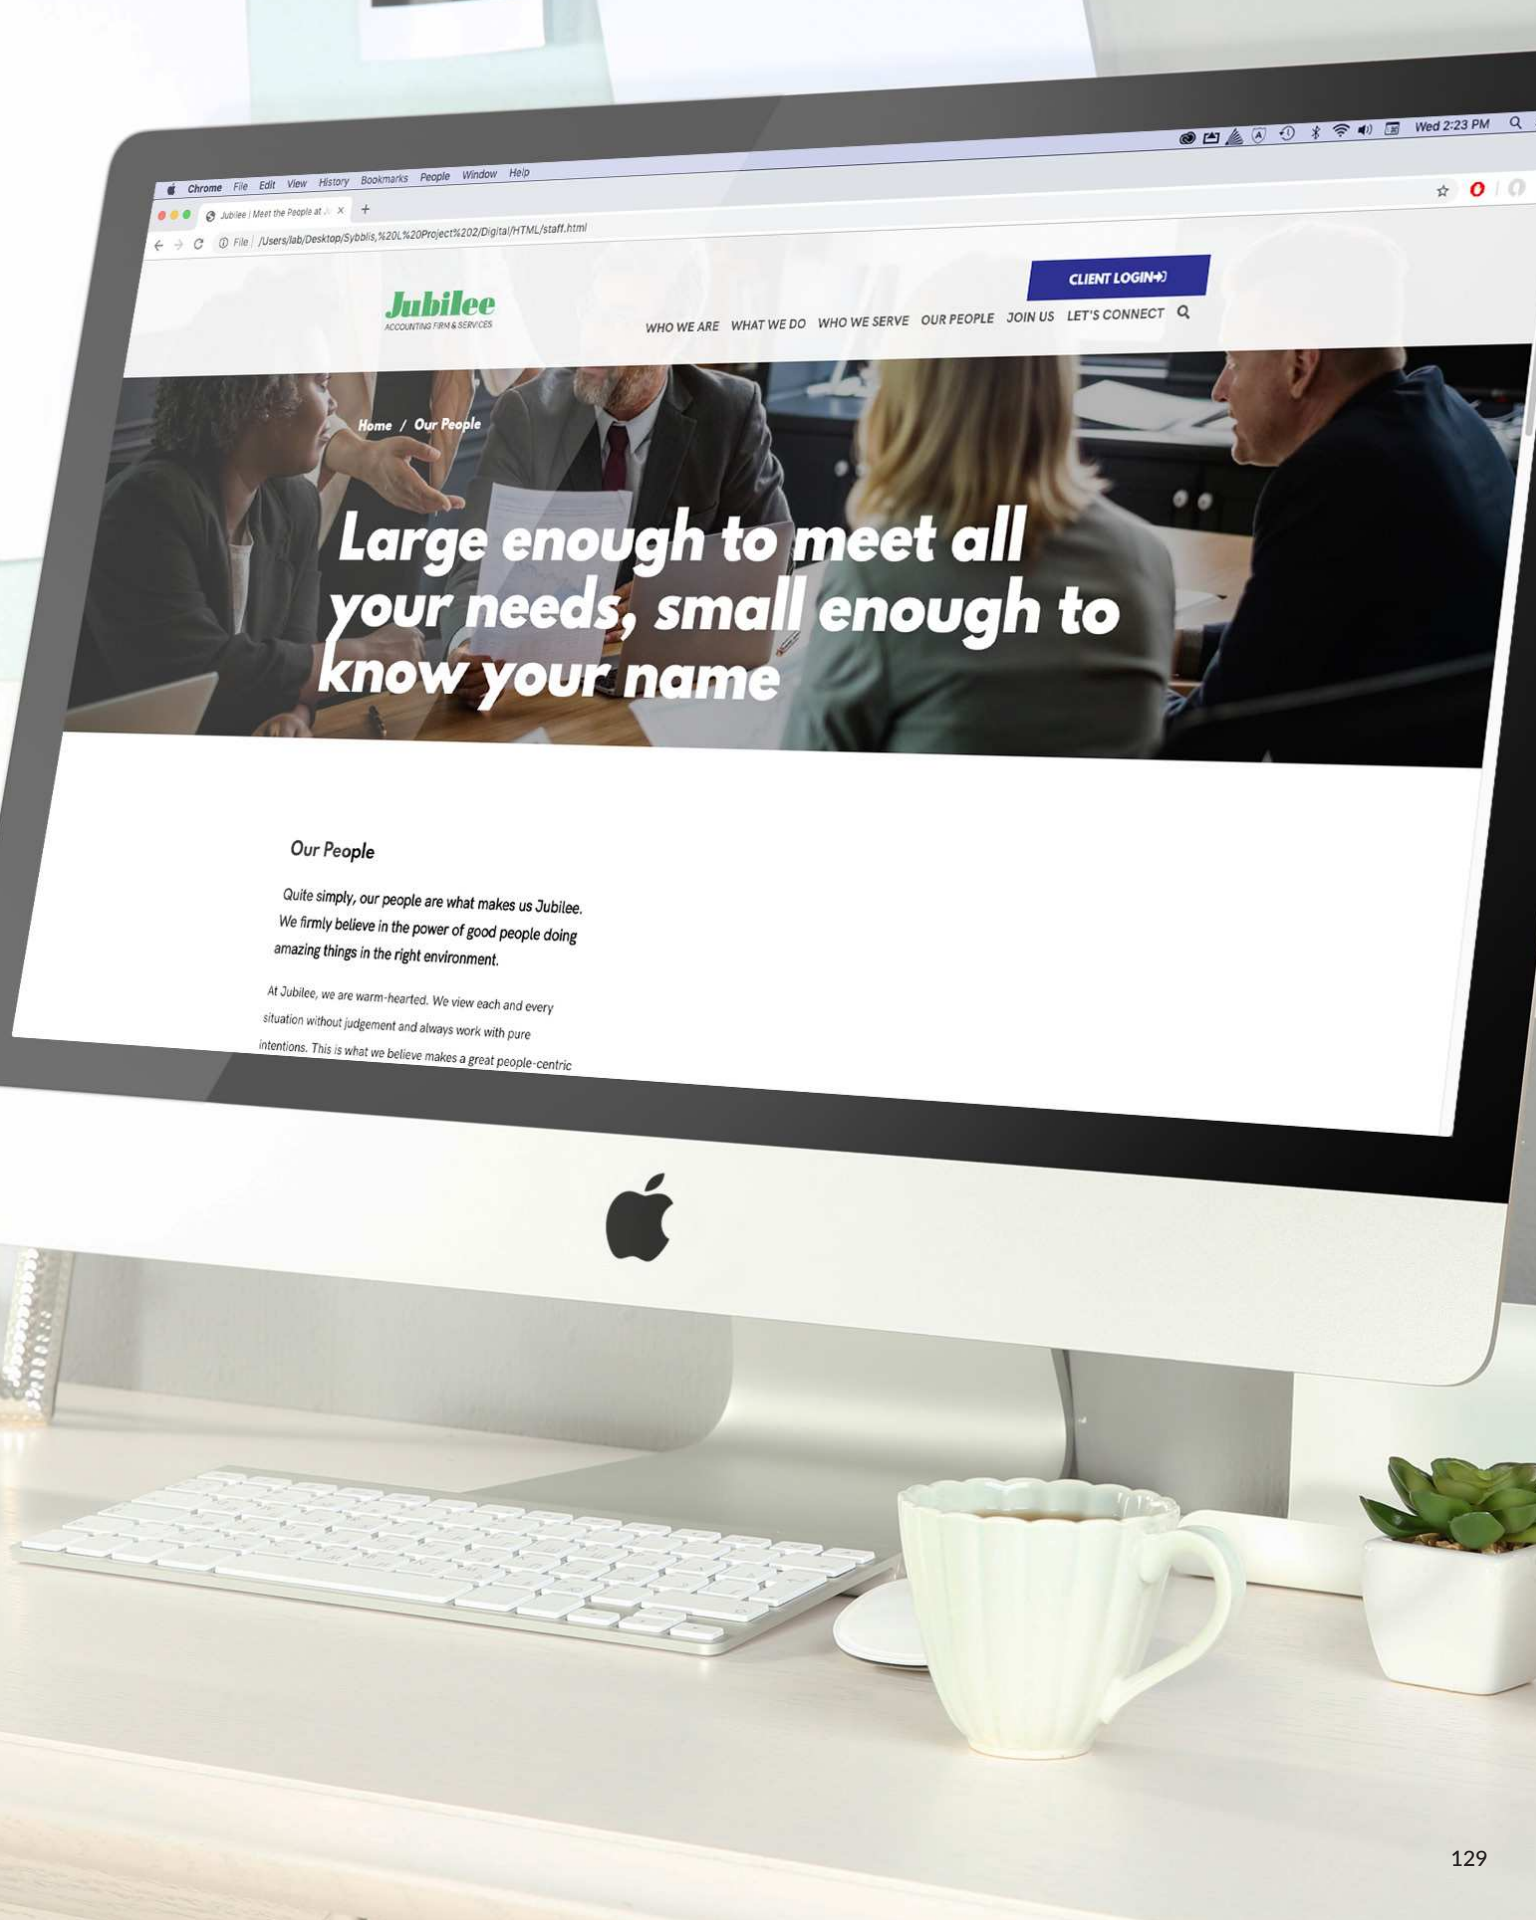 Chrome File Edit View History Bookmarks People Window Help
Wed 2:23 PM
Jubilee | Meet the People at
File /Users/lab/Desktop/Sybblis,%20L%20Project%202/Digital/HTML/staff.html
CLIENT LOGIN
Jubilee
ACCOUNTING FIRM & SERVICES
WHO WE ARE WHAT WE DO WHO WE SERVE OUR PEOPLE JOIN US LET'S CONNECT
Home / Our People
Large enough to meet all
your needs, small enough to
know your name
Our People
Quite simply, our people are what makes us Jubilee.
We firmly believe in the power of good people doing
amazing things in the right environment.
At Jubilee, we are warm-hearted. We view each and every
situation without judgement and always work with pure
intentions. This is what we believe makes a great people-centric
129